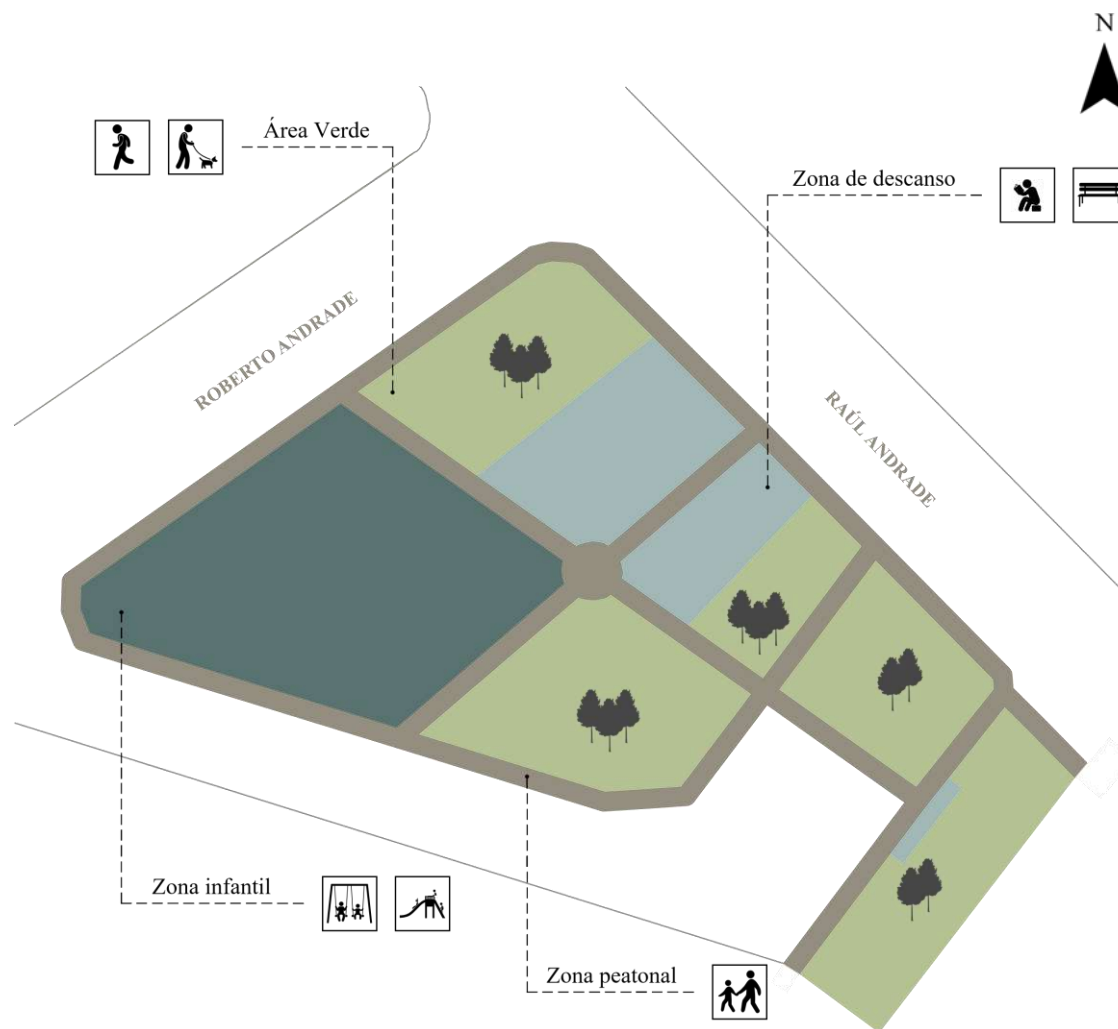 N
Área Verde
Zona de descanso
ROBERTO ANDRADE
RAÚL ANDRADE
Zona infantil
Zona peatonal